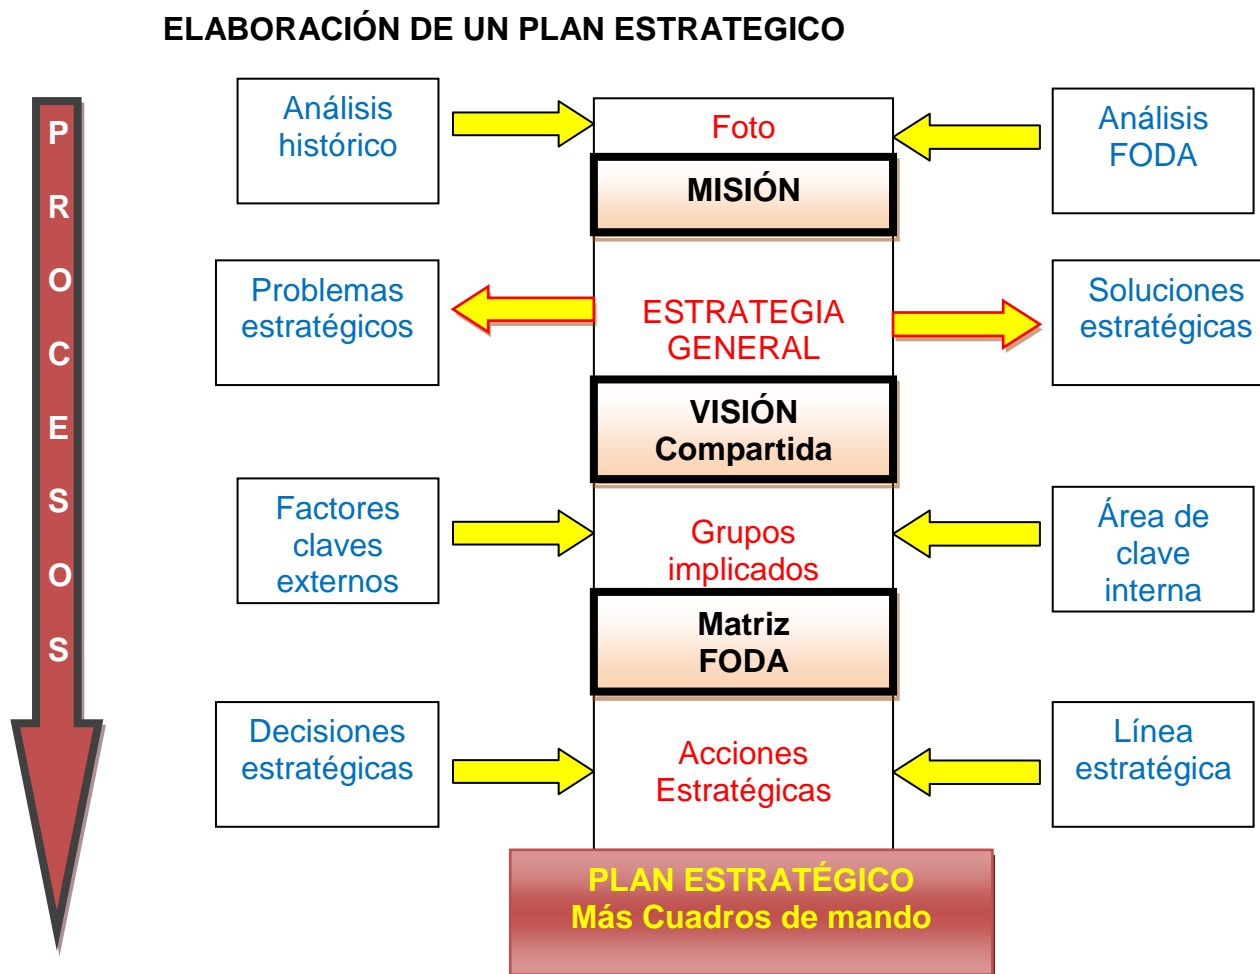 ELABORACIÓN DE UN PLAN ESTRATEGICO
P
R
O
C
E
S
O
S
Análisis
histórico
Foto
Análisis
FODA
MISIÓN
Problemas
estratégicos
ESTRATEGIA
GENERAL
Soluciones
estratégicas
VISIÓN
Compartida
Factores
claves
externos
Grupos
implicados
Área de
clave
interna
Matriz
FODA
Decisiones
estratégicas
Acciones
Estratégicas
Línea
estratégica
PLAN ESTRATÉGICO
Más Cuadros de mando